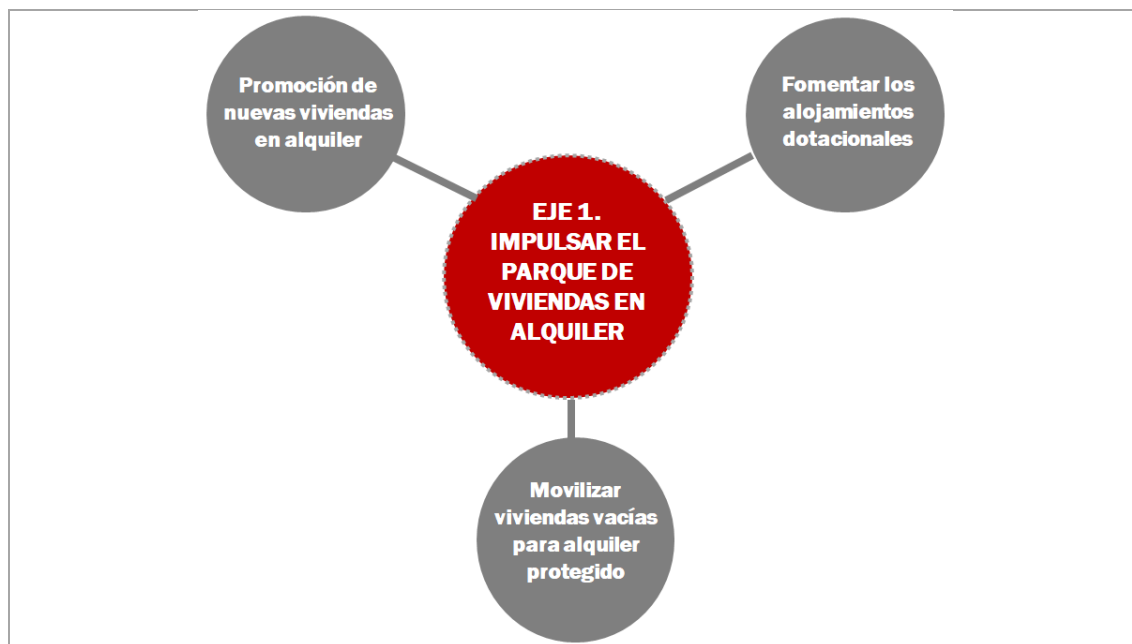 Promoción de
nuevas viviendas
en alquiler
Fomentar los
alojamientos
dotacionales
EJE 1.
IMPULSAR EL
PARQUE DE
VIVIENDAS EN
ALQUILER
Movilizar
viviendas vacías
para alquiler
protegido